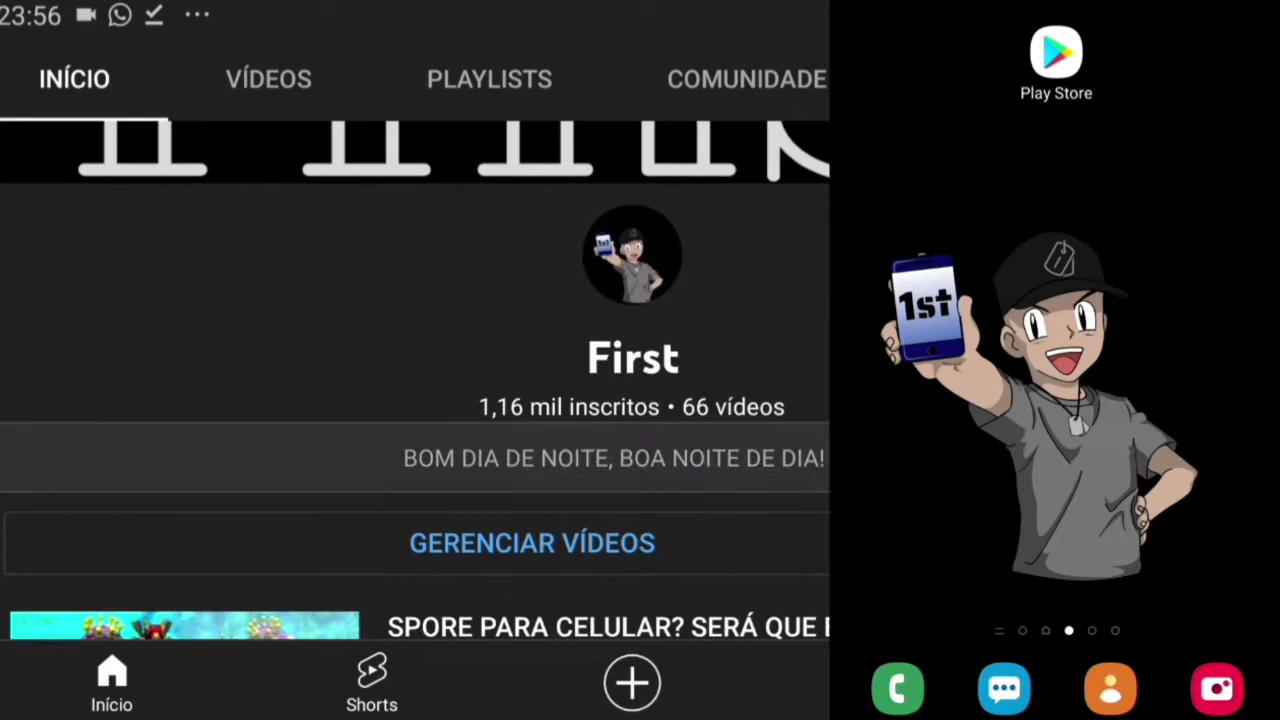 23:56
INÍCIO VÍDEOS PLAYLISTS COMUNIDADE
First
1,16 mil inscritos • 66 vídeos
BOM DIA DE NOITE, BOA NOITE DE DIA!
GERENCIAR VÍDEOS
SPORE PARA CELULAR? SERÁ QUE
Início
Shorts
Play Store
1st